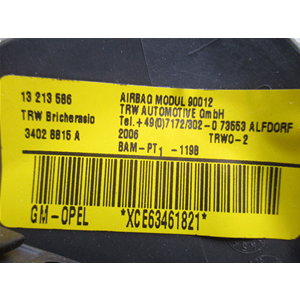 13 213 586 AIRBAG MODUL 90012
TRW Bricherasio TRW AUTOMOTIVE GmbH
Tel.+49(0)7172/302-0 73553 ALFDORF
3402 8815 A 2006 TRWO-2
BAM-PT1 -1198
GM-OPEL *XCE63461821*